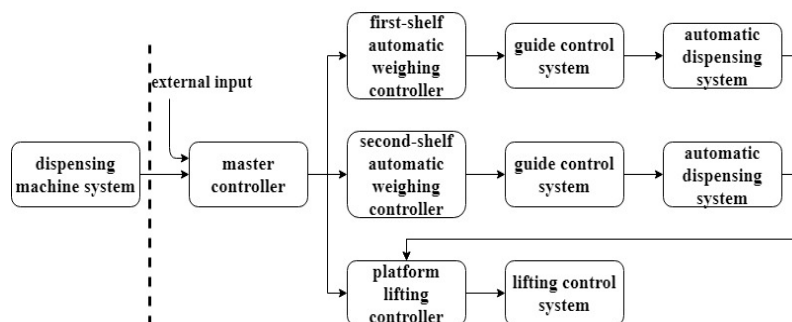 first-shelf
automatic
weighing
controller
guide control
system
automatic
dispensing
system
external input
dispensing
machine system
master
controller
second-shelf
automatic
weighing
controller
guide control
system
automatic
dispensing
system
platform
lifting
controller
lifting control
system